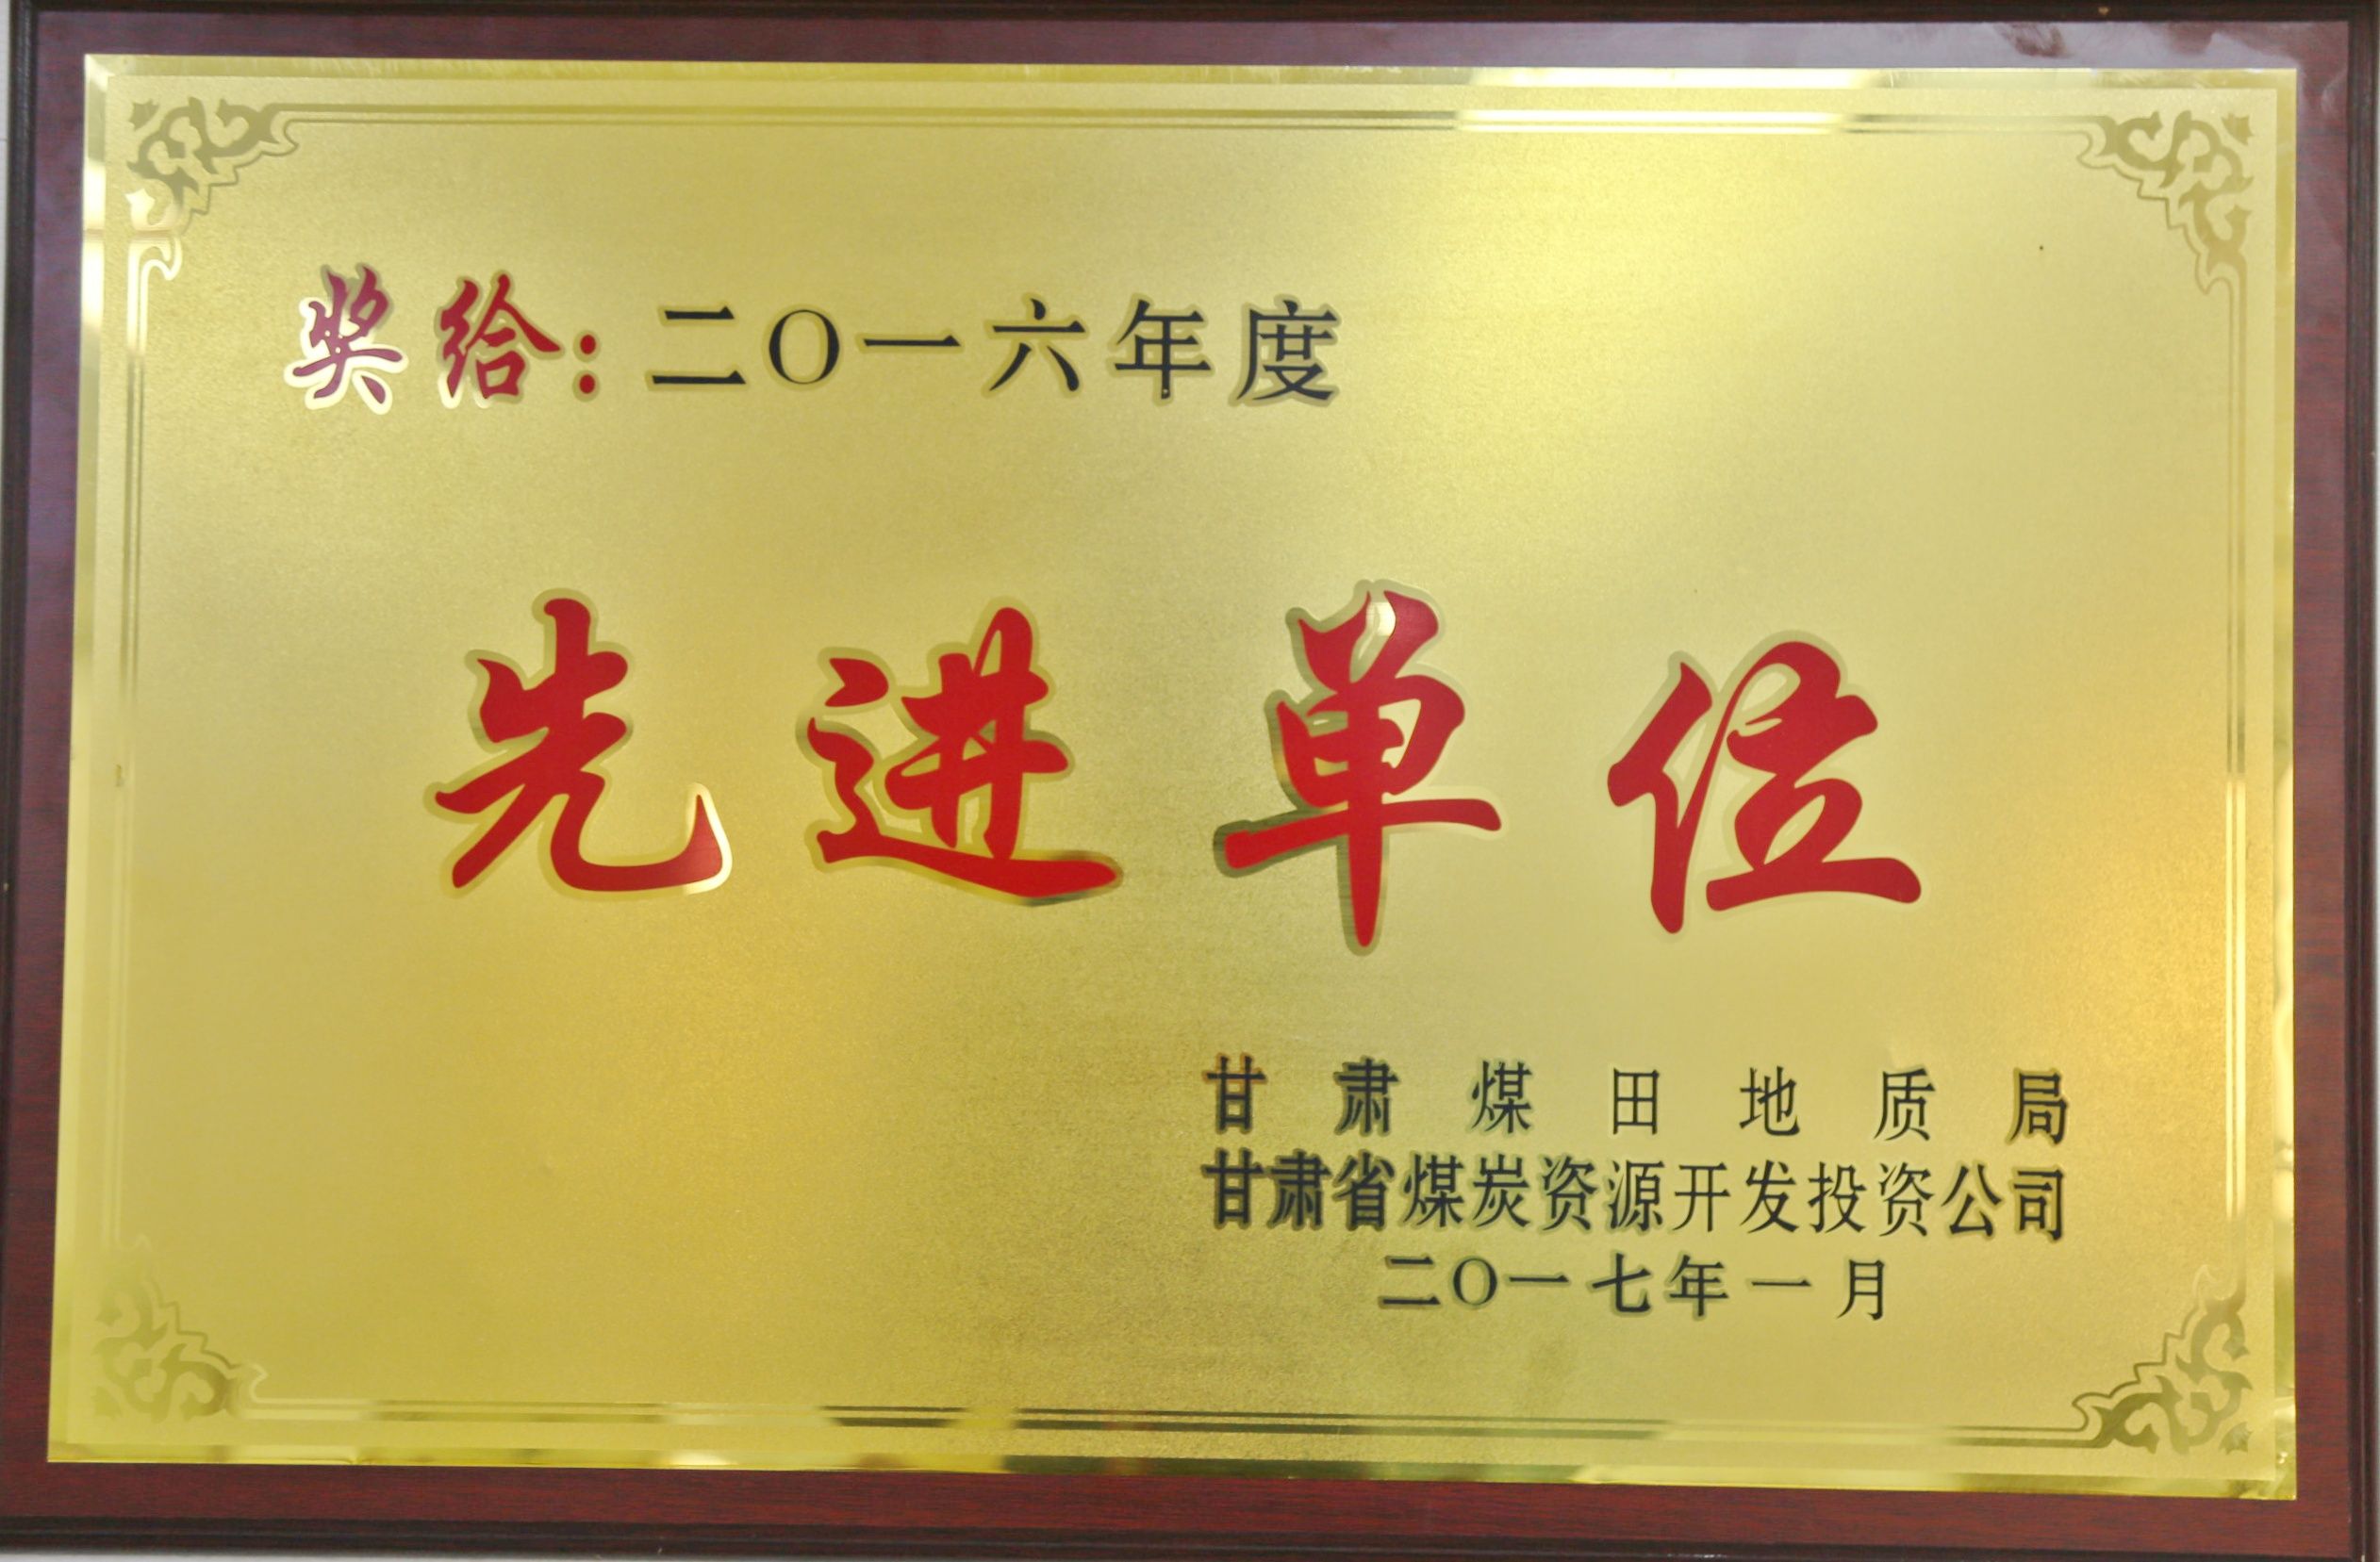 奖给：二〇一六年度
先进单位
甘肃煤田地质局
甘肃省煤炭资源开发投资公司
二〇一七年一月